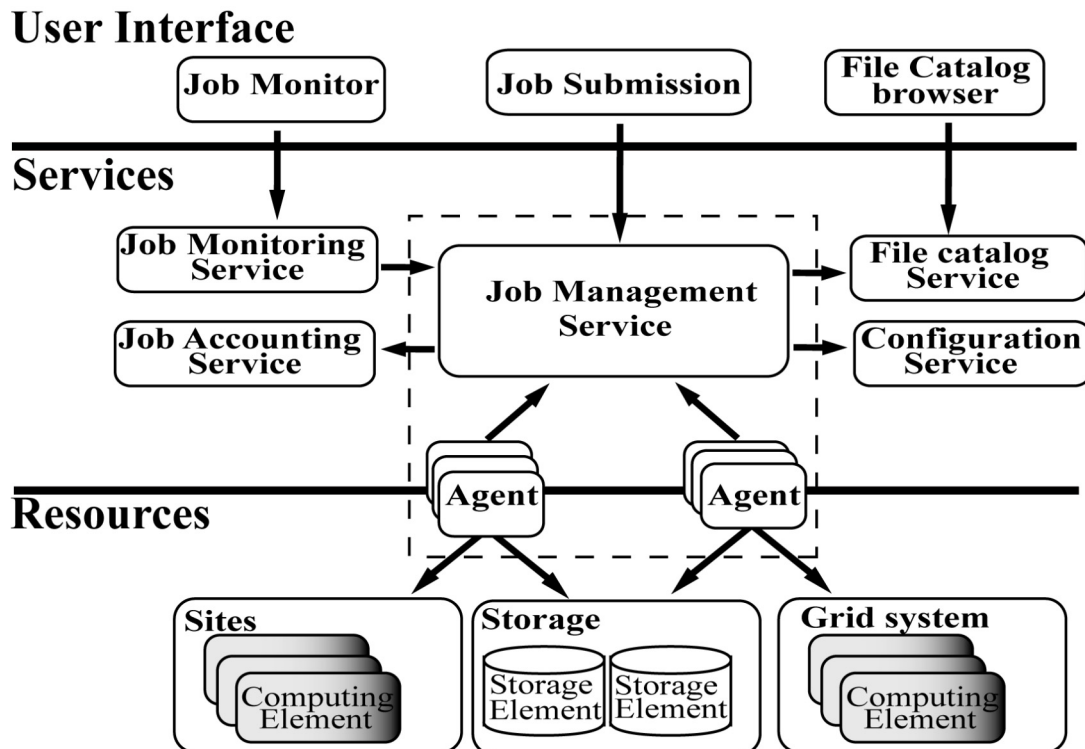 User Interface
Job Monitor
Job Submission
File Catalog
browser
Services
Job Monitoring
Service
Job Management
Service
File catalog
Service
Job Accounting
Service
Configuration
Service
Agent
Agent
Resources
Sites
Computing
Element
Storage
Storage
Element
Storage
Element
Grid system
Computing
Element